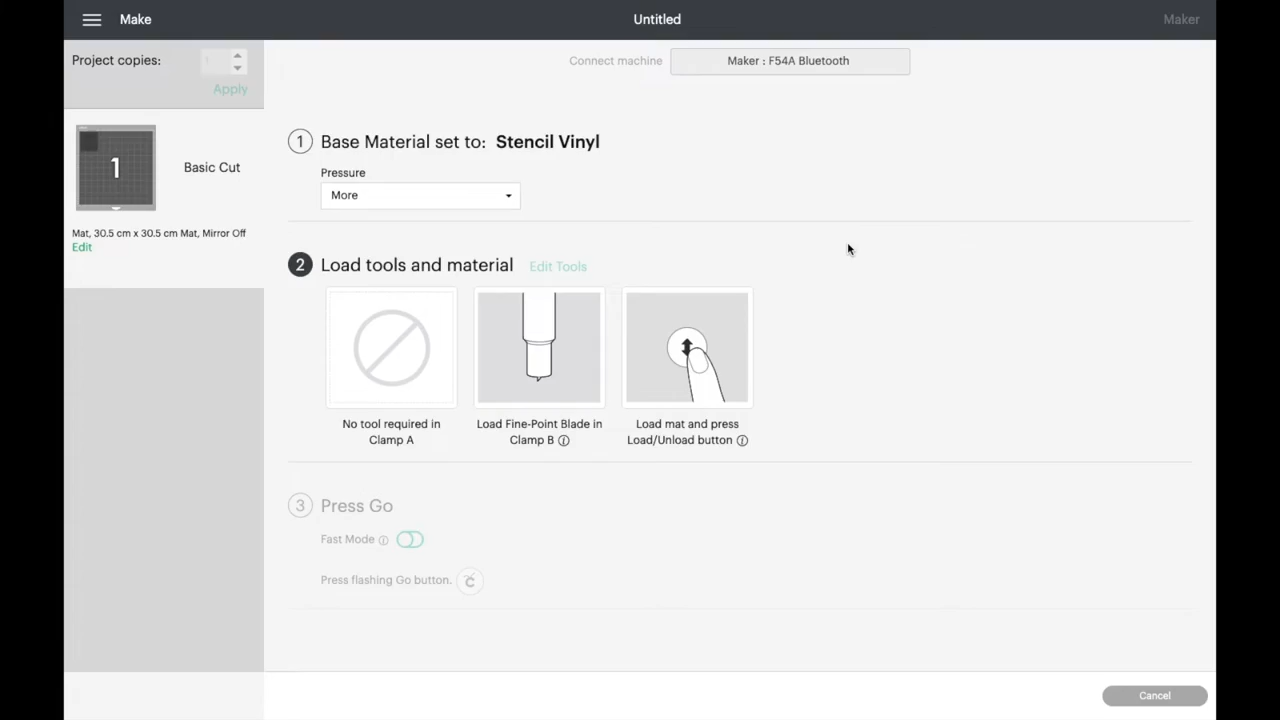 Make
Untitled
Maker
Project copies:
Apply
Connect machine
Maker : F54A Bluetooth
1
Basic Cut
Mat, 30.5 cm x 30.5 cm Mat, Mirror Off
Edit
1 Base Material set to: Stencil Vinyl
Pressure
More
2 Load tools and material Edit Tools
No tool required in
Clamp A
Load Fine-Point Blade in
Clamp B
Load mat and press
Load/Unload button
3 Press Go
Fast Mode
Press flashing Go button.
Cancel